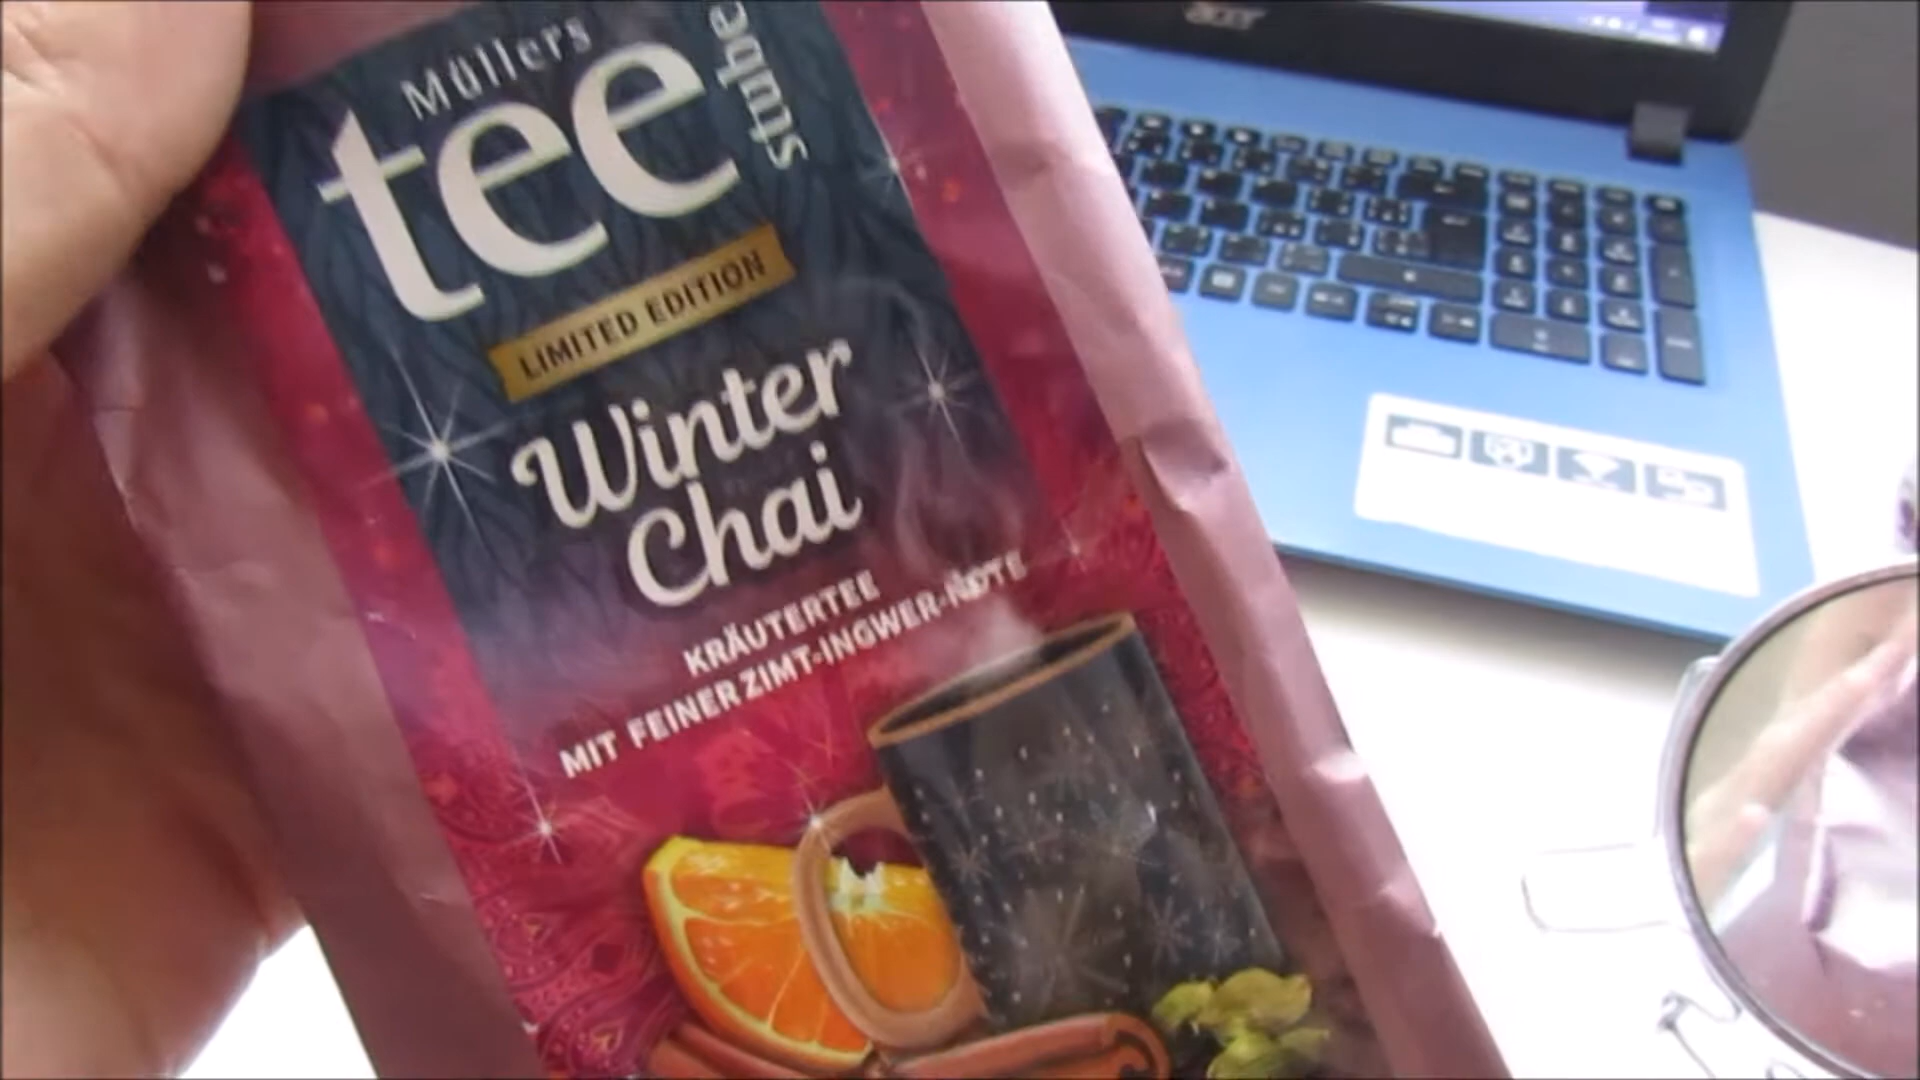 Müllers
tee
stube
LIMITED EDITION
Winter
Chai
KRÄUTERTEE
MIT FEINER ZIMT-INGWER-NOTE
acer